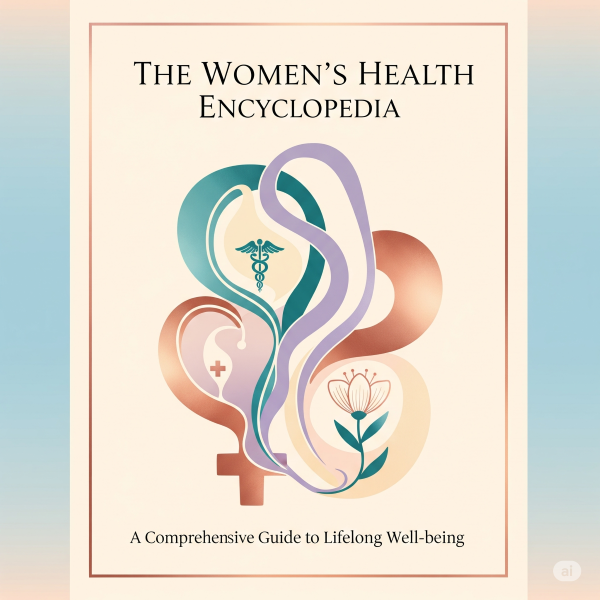 The Women's Health
Encyclopedia
A Comprehensive Guide to Lifelong Well-being
ai